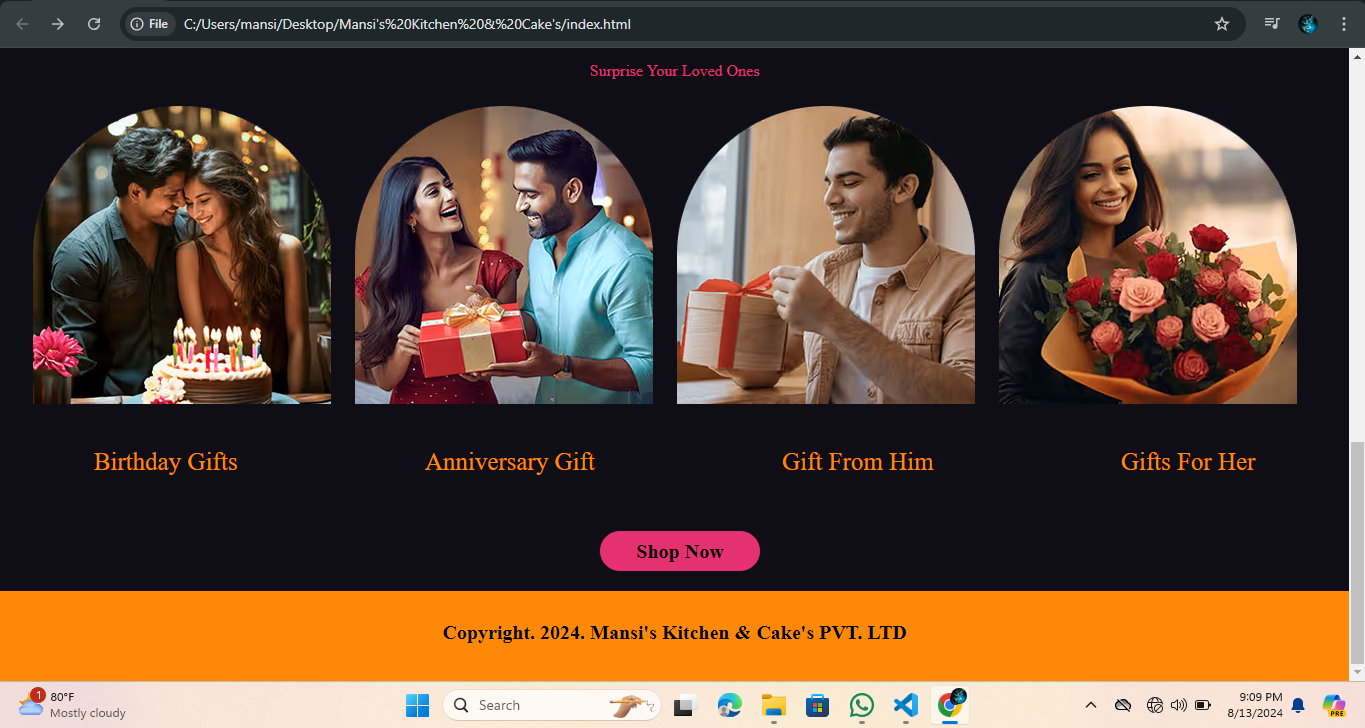 File
C:/Users/mansi/Desktop/Mansi's%20Kitchen%20&%20Cake's/index.html
Surprise Your Loved Ones
Birthday Gifts
Anniversary Gift
Gift From Him
Gifts For Her
Shop Now
Copyright. 2024. Mansi's Kitchen & Cake's PVT. LTD
1
80°F
Mostly cloudy
Search
9:09 PM
8/13/2024
PRE